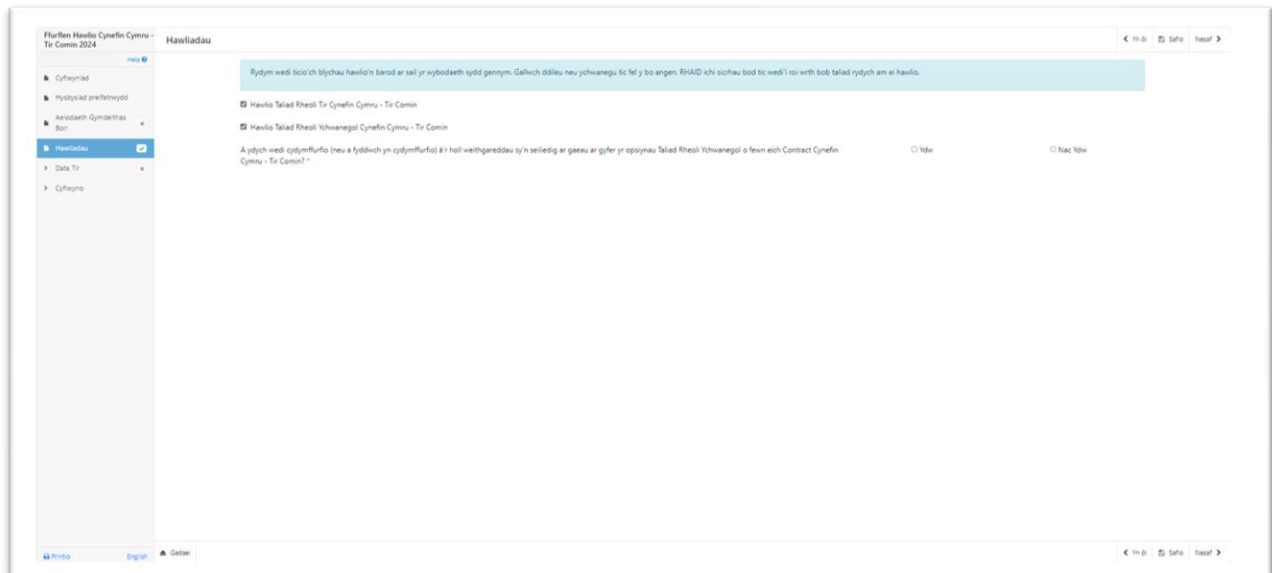 Ffurflen Hawlio Cynefin Cymru -
Tir Comin 2024
Help
Cyflwyniad
Hysbysiad preifatrwydd
Aelodaeth Gymdeithas
Bori
Hawliadau
Data Tir
Cyflwyno
Printio
English
Hawliadau
Yn ôl
Safio
Nesaf
Rydym wedi ticio'ch blychau hawlio'n barod ar sail yr wybodaeth sydd gennym. Gallwch ddileu neu ychwanegu tic fel y bo angen. RHAID ichi sicrhau bod tic wedi'i roi wrth bob taliad rydych am ei hawlio.
Hawlio Taliad Rheoli Tir Cynefin Cymru - Tir Comin
Hawlio Taliad Rheoli Ychwanegol Cynefin Cymru - Tir Comin
A ydych wedi cydymffurfio (neu a fyddwch yn cydymffurfio) â'r holl weithgareddau sy'n seiliedig ar gaeau ar gyfer yr opsiynau Taliad Rheoli Ychwanegol o fewn eich Contract Cynefin
Cymru - Tir Comin? *
Ydw
Nac Ydw
Gadael
Yn ôl
Safio
Nesaf